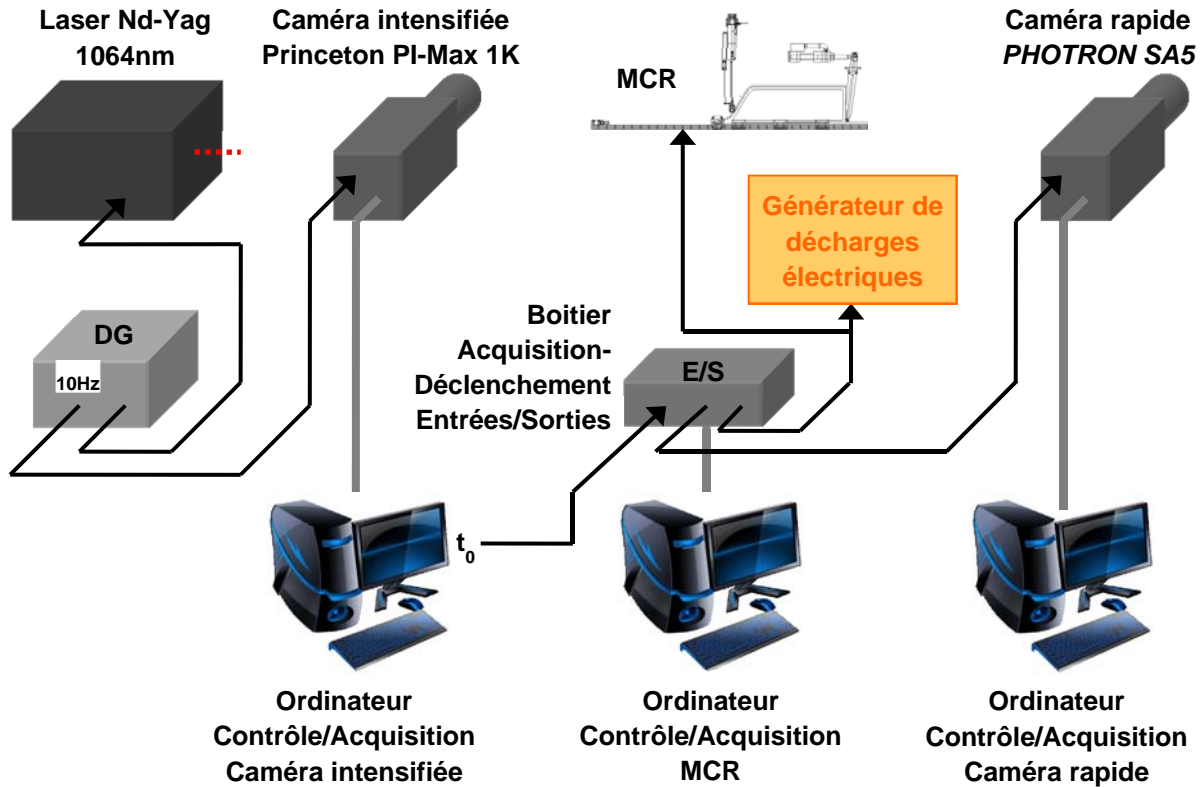 Laser Nd-Yag
1064nm
Caméra intensifiée
Princeton PI-Max 1K
MCR
Caméra rapide
PHOTRON SA5
Générateur de
décharges
électriques
DG
10Hz
Boitier
Acquisition-
Déclenchement
Entrées/Sorties
E/S
t0
Ordinateur
Contrôle/Acquisition
Caméra intensifiée
Ordinateur
Contrôle/Acquisition
MCR
Ordinateur
Contrôle/Acquisition
Caméra rapide